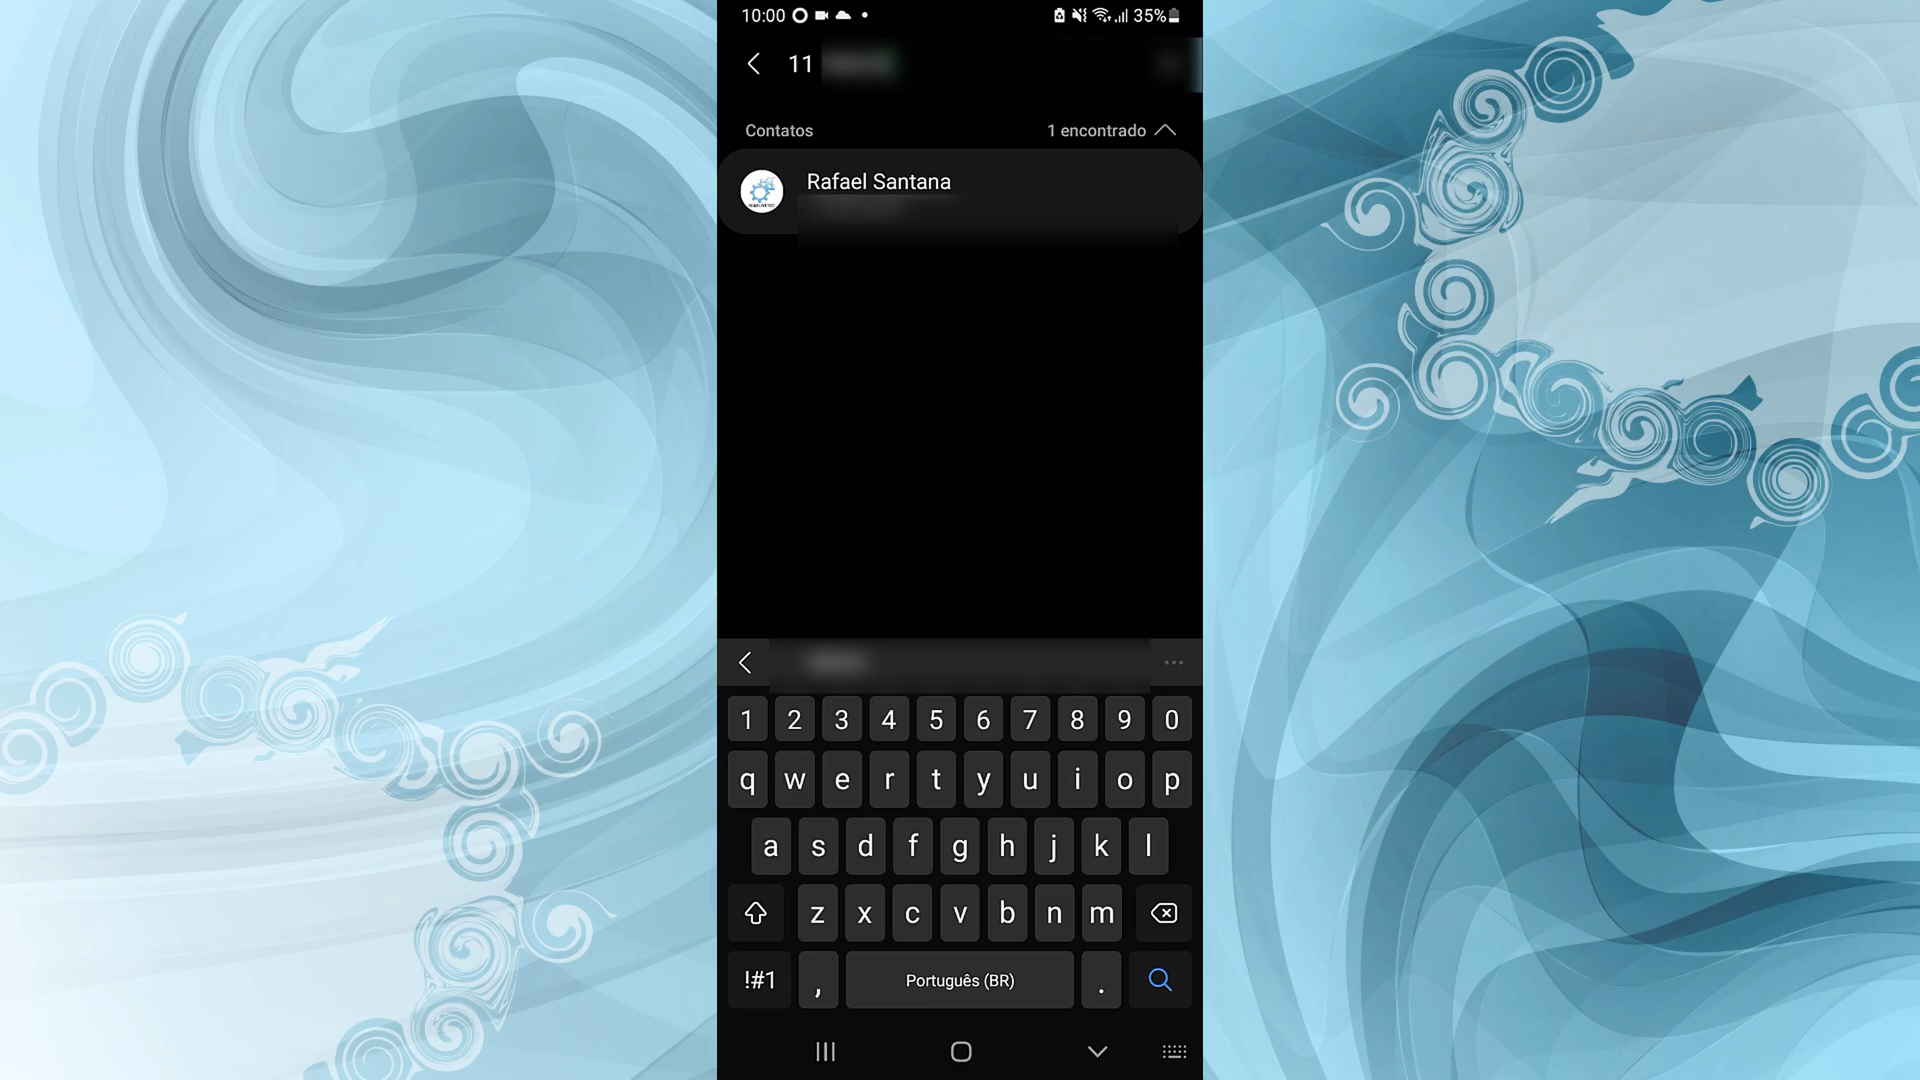 10:00 35%
11
Contatos 1 encontrado
Rafael Santana
1 2 3 4 5 6 7 8 9 0
q w e r t y u i o p
a s d f g h j k l
z x c v b n m
!#1 , Português (BR) .